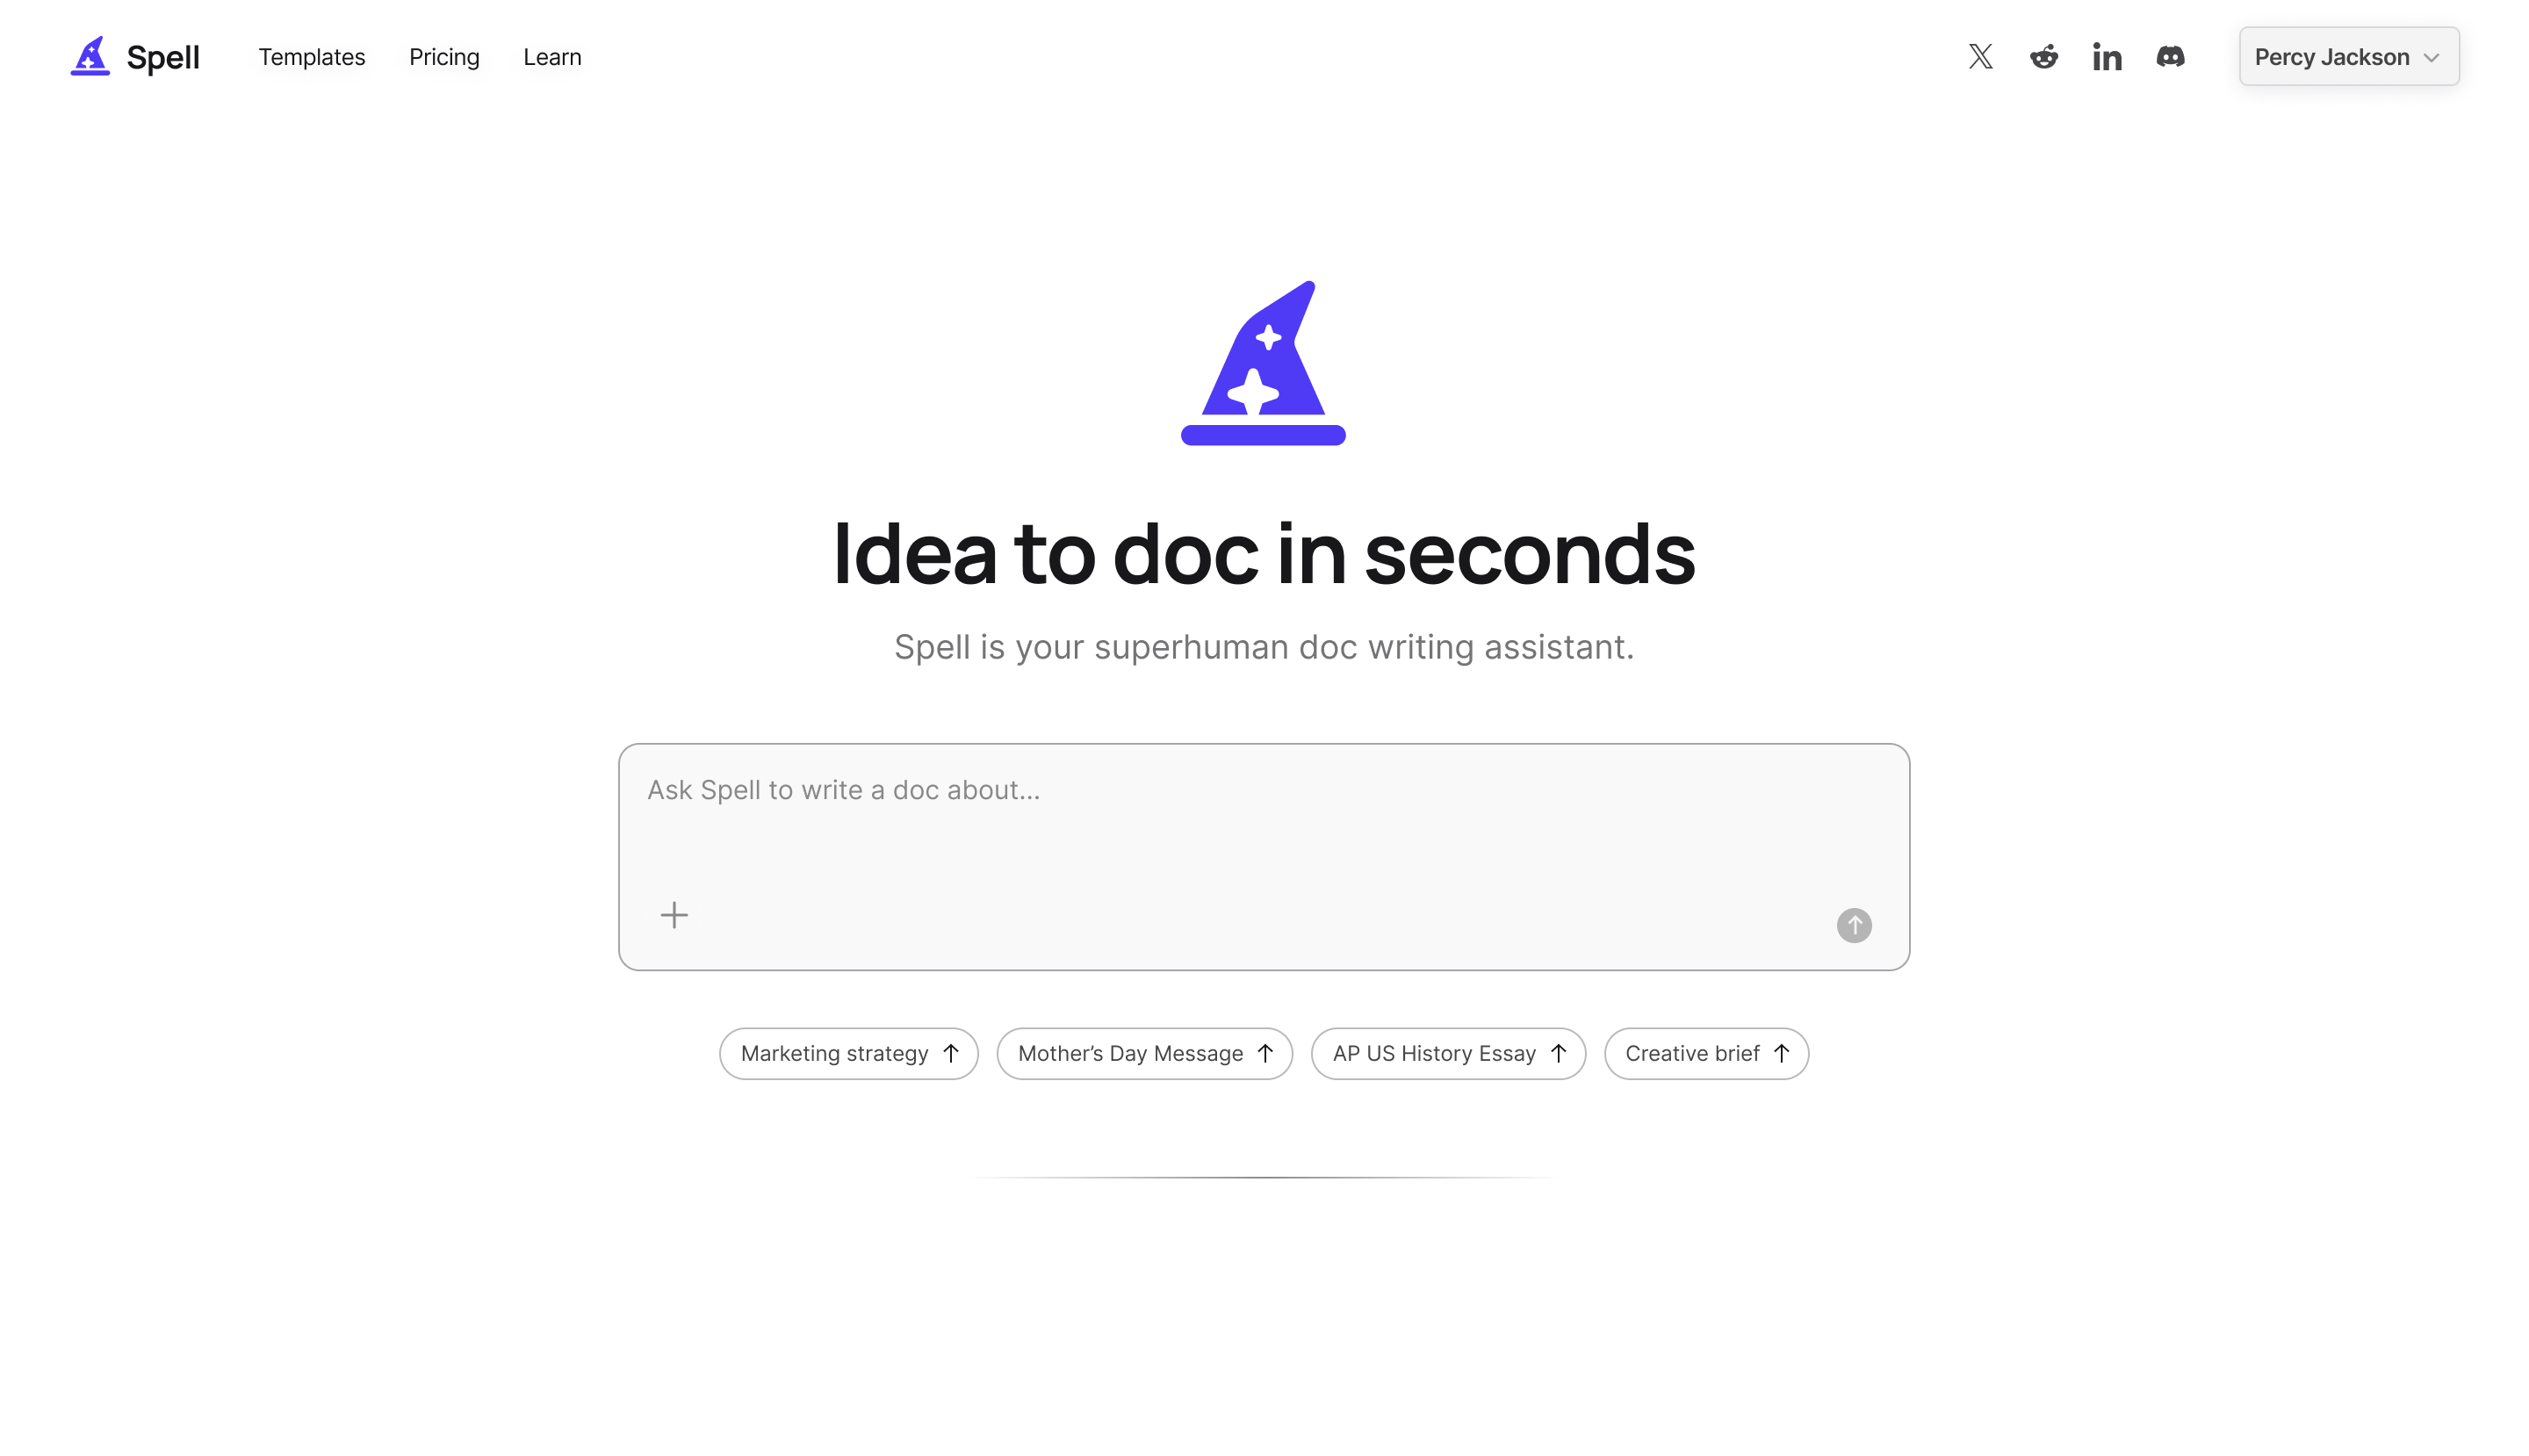 Spell
Templates
Pricing
Learn
Percy Jackson
Idea to doc in seconds
Spell is your superhuman doc writing assistant.
Ask Spell to write a doc about...
Marketing strategy
Mother’s Day Message
AP US History Essay
Creative brief